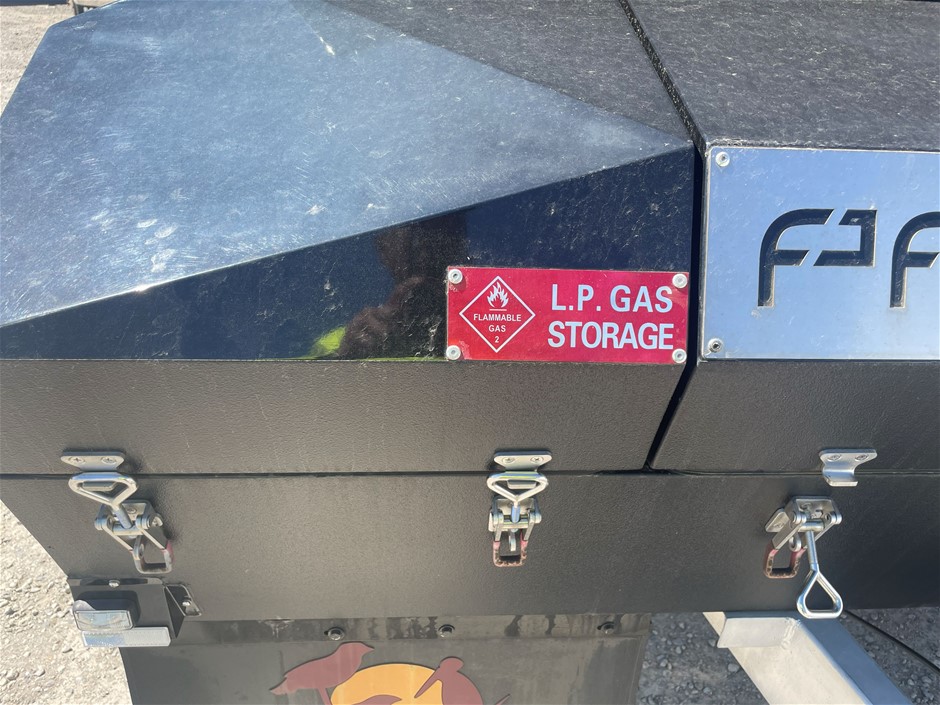 L.P. GAS
STORAGE
FLAMMABLE
GAS
2